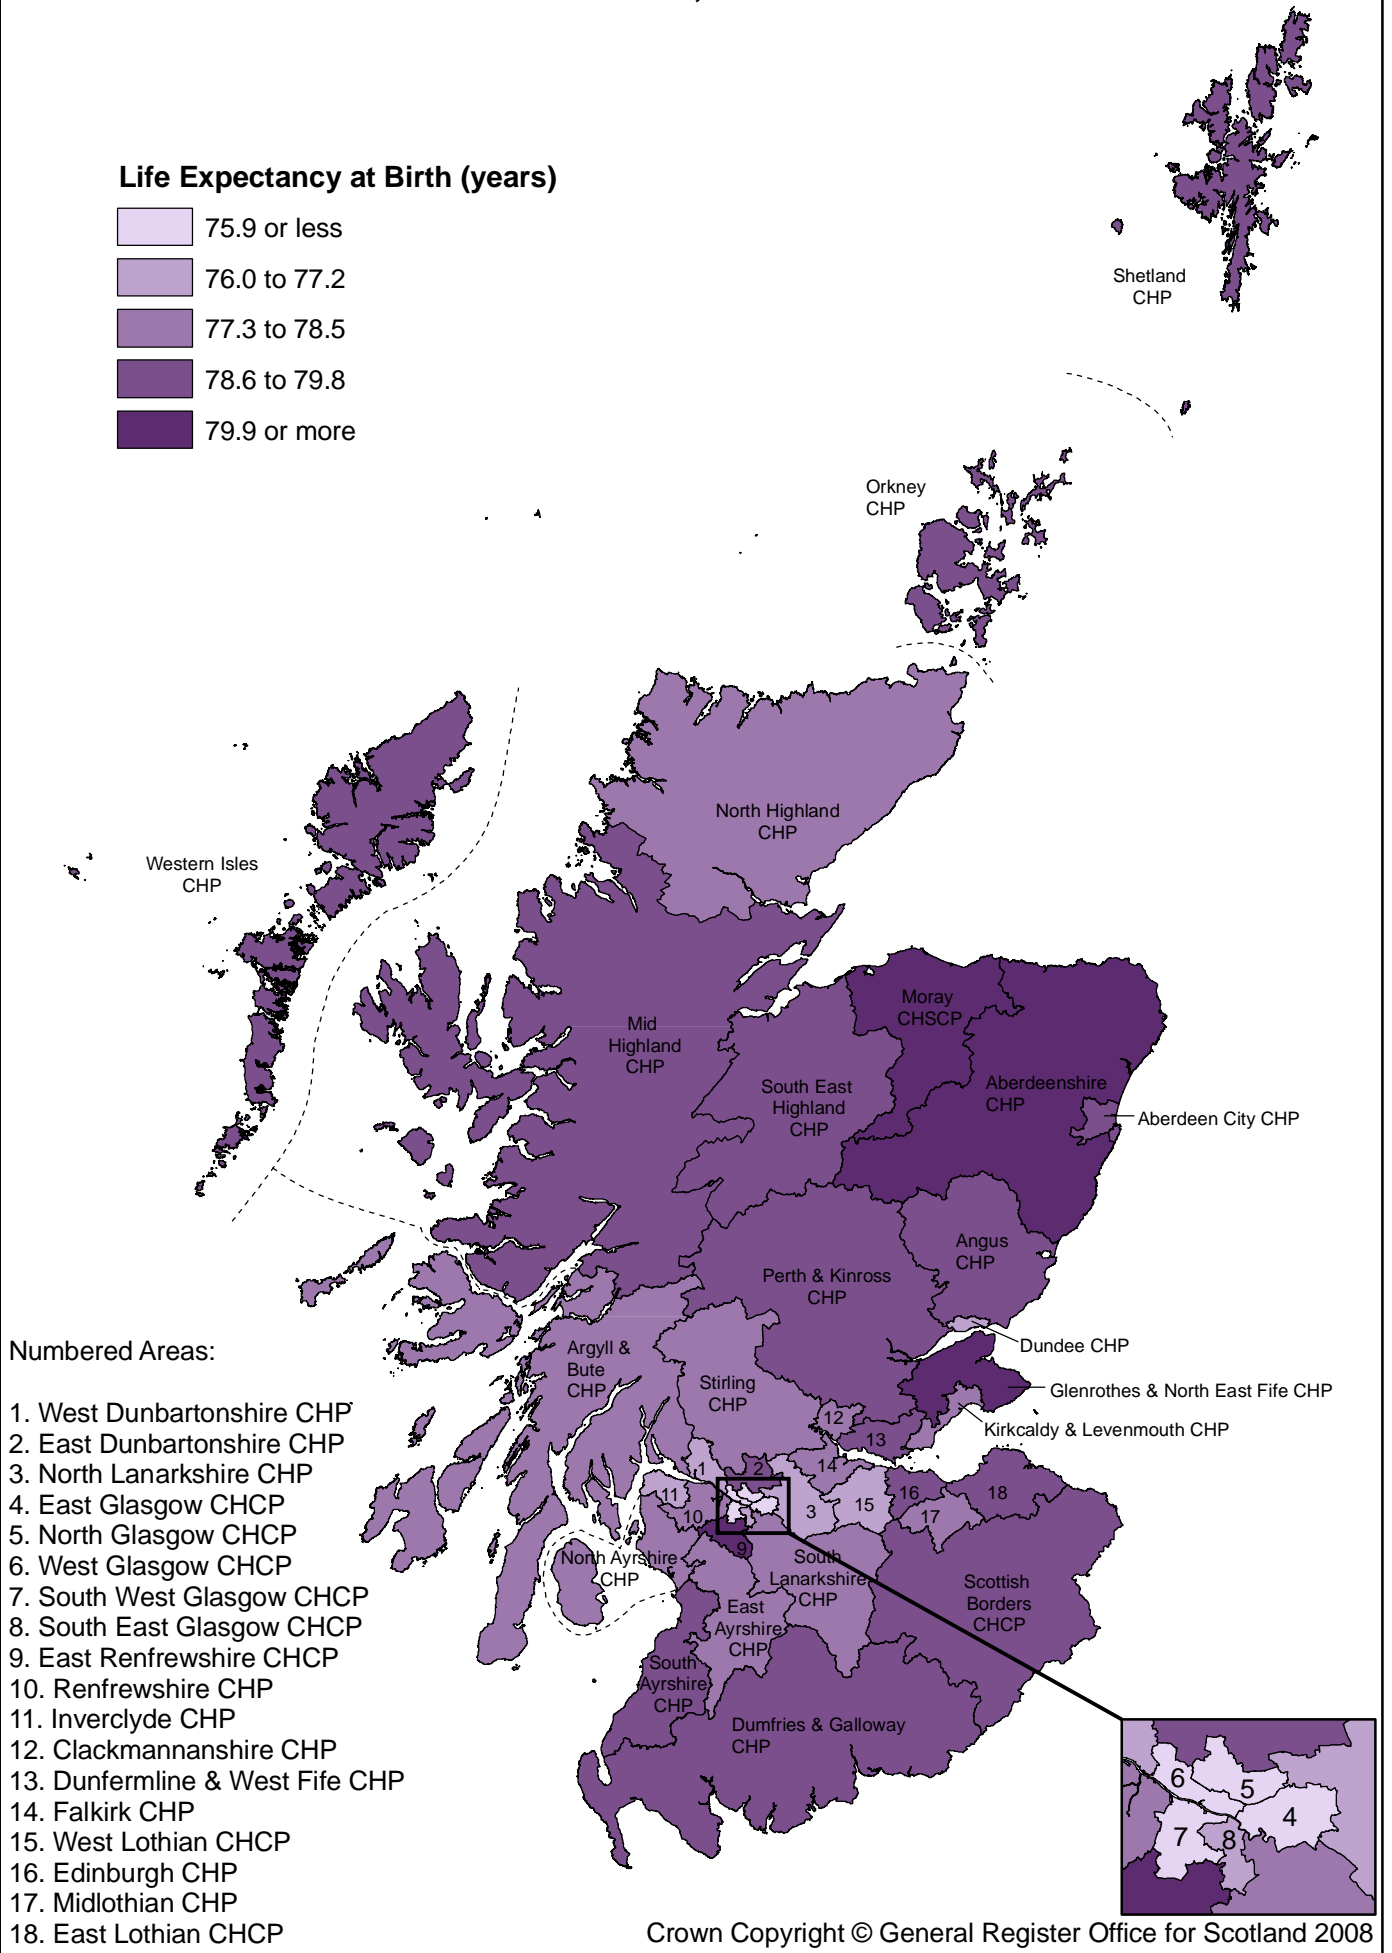 Life Expectancy at Birth (years)
75.9 or less
76.0 to 77.2
77.3 to 78.5
78.6 to 79.8
79.9 or more
Shetland
CHP
Orkney
CHP
North Highland
CHP
Western Isles
CHP
Moray
CHSCP
Mid
Highland
CHP
South East
Highland
CHP
Aberdeenshire
CHP
Aberdeen City CHP
Angus
CHP
Perth & Kinross
CHP
Dundee CHP
Argyll &
Bute
CHP
Stirling
CHP
Glenrothes & North East Fife CHP
Kirkcaldy & Levenmouth CHP
12
13
1
2
14
11
10
3
15
16
17
18
9
North Ayrshire
CHP
South
Lanarkshire
CHP
East
Ayrshire
CHP
Scottish
Borders
CHCP
South
Ayrshire
CHP
Dumfries & Galloway
CHP
6
5
4
7
8
Numbered Areas:
1. West Dunbartonshire CHP
2. East Dunbartonshire CHP
3. North Lanarkshire CHP
4. East Glasgow CHCP
5. North Glasgow CHCP
6. West Glasgow CHCP
7. South West Glasgow CHCP
8. South East Glasgow CHCP
9. East Renfrewshire CHCP
10. Renfrewshire CHP
11. Inverclyde CHP
12. Clackmannanshire CHP
13. Dunfermline & West Fife CHP
14. Falkirk CHP
15. West Lothian CHCP
16. Edinburgh CHP
17. Midlothian CHP
18. East Lothian CHCP
Crown Copyright © General Register Office for Scotland 2008